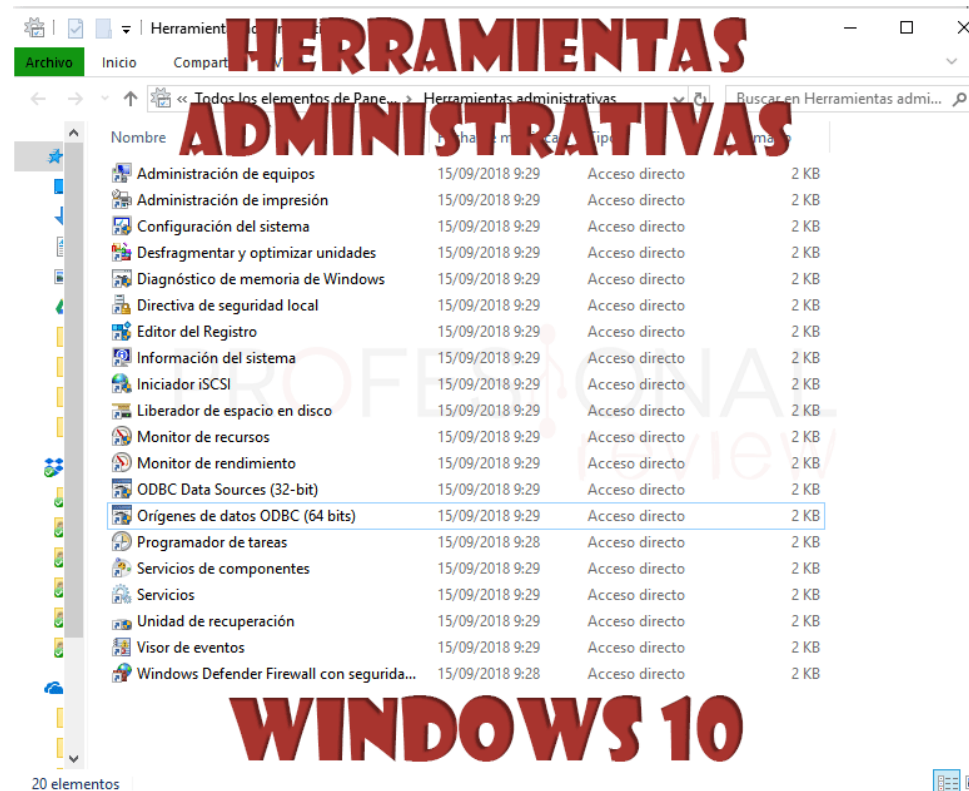 HERRAMIENTAS
ADMINISTRATIVAS
Archivo Inicio
« Todos los elementos de Pane... > Herramientas administrativas Buscar en Herramientas admi...
Nombre
Administración de equipos 15/09/2018 9:29 Acceso directo 2 KB
Administración de impresión 15/09/2018 9:29 Acceso directo 2 KB
Configuración del sistema 15/09/2018 9:29 Acceso directo 2 KB
Desfragmentar y optimizar unidades 15/09/2018 9:29 Acceso directo 2 KB
Diagnóstico de memoria de Windows 15/09/2018 9:29 Acceso directo 2 KB
Directiva de seguridad local 15/09/2018 9:29 Acceso directo 2 KB
Editor del Registro 15/09/2018 9:29 Acceso directo 2 KB
Información del sistema 15/09/2018 9:29 Acceso directo 2 KB
Iniciador iSCSI 15/09/2018 9:29 Acceso directo 2 KB
Liberador de espacio en disco 15/09/2018 9:29 Acceso directo 2 KB
Monitor de recursos 15/09/2018 9:29 Acceso directo 2 KB
Monitor de rendimiento 15/09/2018 9:29 Acceso directo 2 KB
ODBC Data Sources (32-bit) 15/09/2018 9:29 Acceso directo 2 KB
Orígenes de datos ODBC (64 bits) 15/09/2018 9:29 Acceso directo 2 KB
Programador de tareas 15/09/2018 9:28 Acceso directo 2 KB
Servicios de componentes 15/09/2018 9:29 Acceso directo 2 KB
Servicios 15/09/2018 9:29 Acceso directo 2 KB
Unidad de recuperación 15/09/2018 9:29 Acceso directo 2 KB
Visor de eventos 15/09/2018 9:29 Acceso directo 2 KB
Windows Defender Firewall con segurida... 15/09/2018 9:28 Acceso directo 2 KB
PROFESIONAL
review
WINDOWS 10
20 elementos